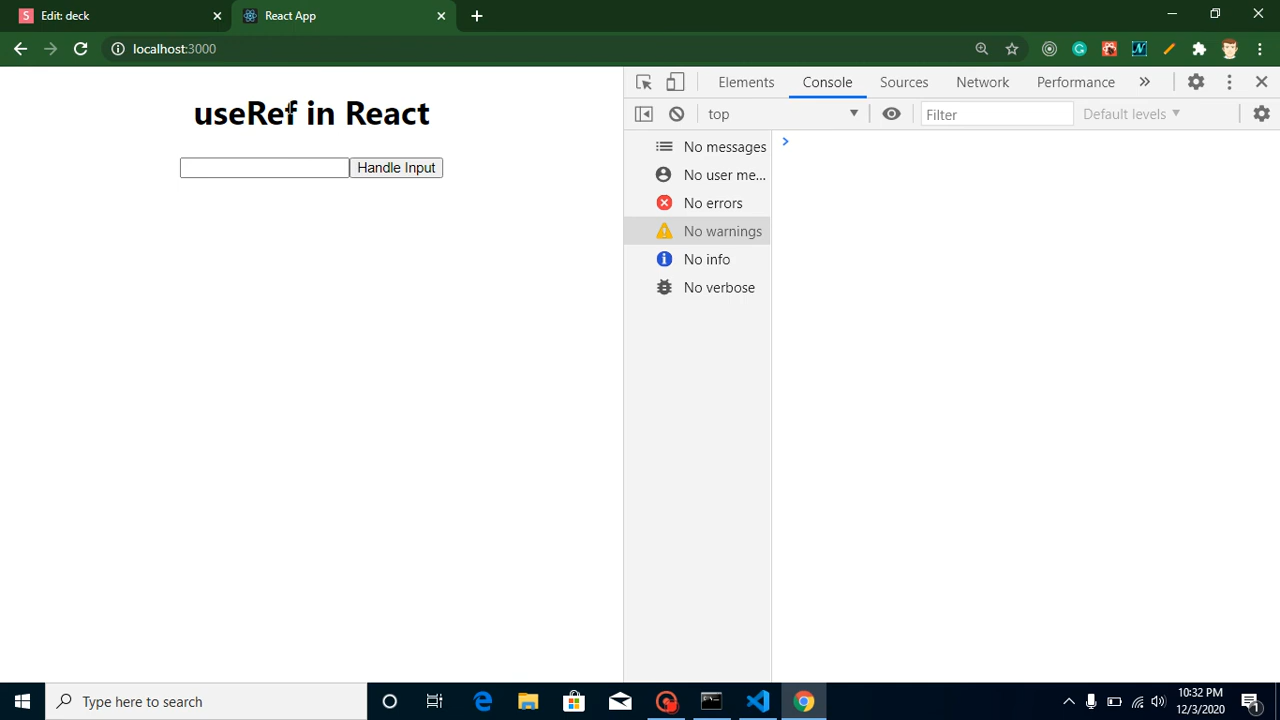 Edit: deck
React App
localhost:3000
Elements Console Sources Network Performance
top Filter Default levels
useRef in React
Handle Input
No messages
No user me...
No errors
No warnings
No info
No verbose
Type here to search
10:32 PM
12/3/2020
1